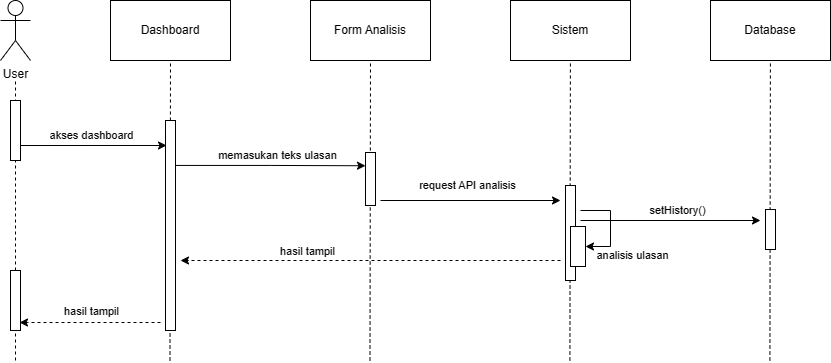 Dashboard
Form Analisis
Sistem
Database
User
akses dashboard
memasukan teks ulasan
request API analisis
setHistory()
hasil tampil
analisis ulasan
hasil tampil